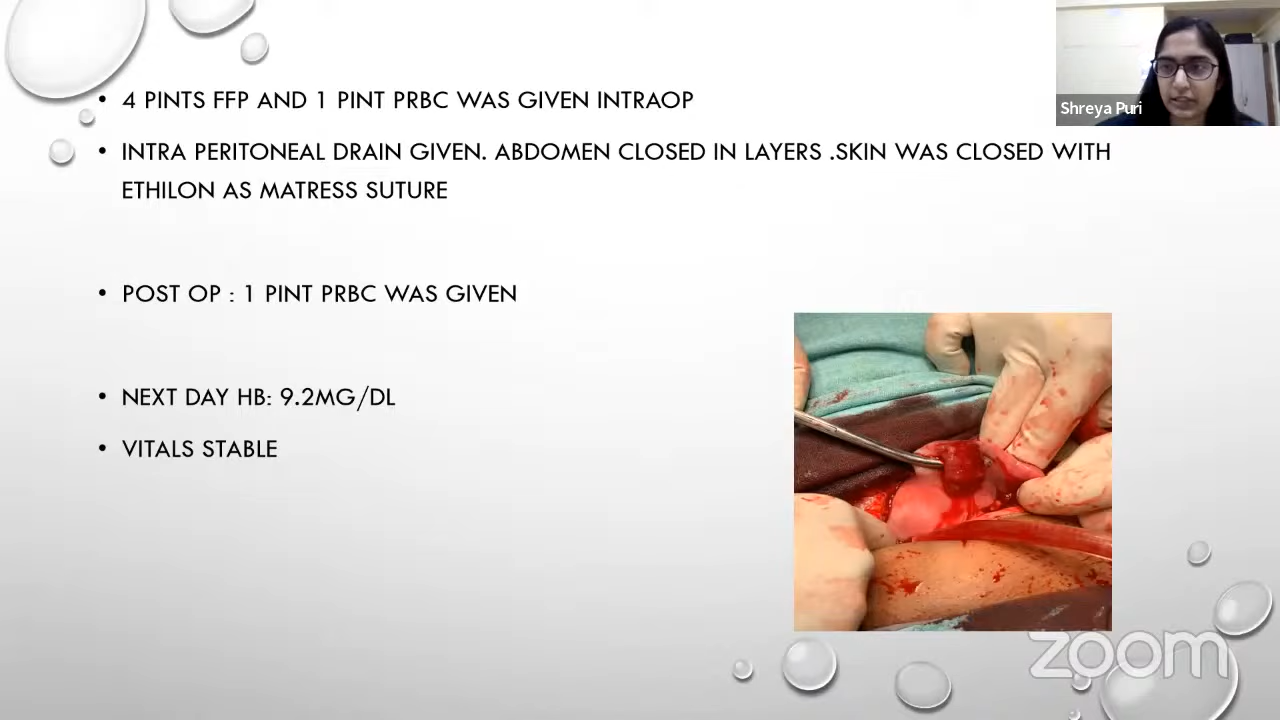 • 4 PINTS FFP AND 1 PINT PRBC WAS GIVEN INTRAOP
• INTRA PERITONEAL DRAIN GIVEN. ABDOMEN CLOSED IN LAYERS .SKIN WAS CLOSED WITH
ETHILON AS MATRESS SUTURE
• POST OP : 1 PINT PRBC WAS GIVEN
• NEXT DAY HB: 9.2MG/DL
• VITALS STABLE
Shreya Puri
zoom